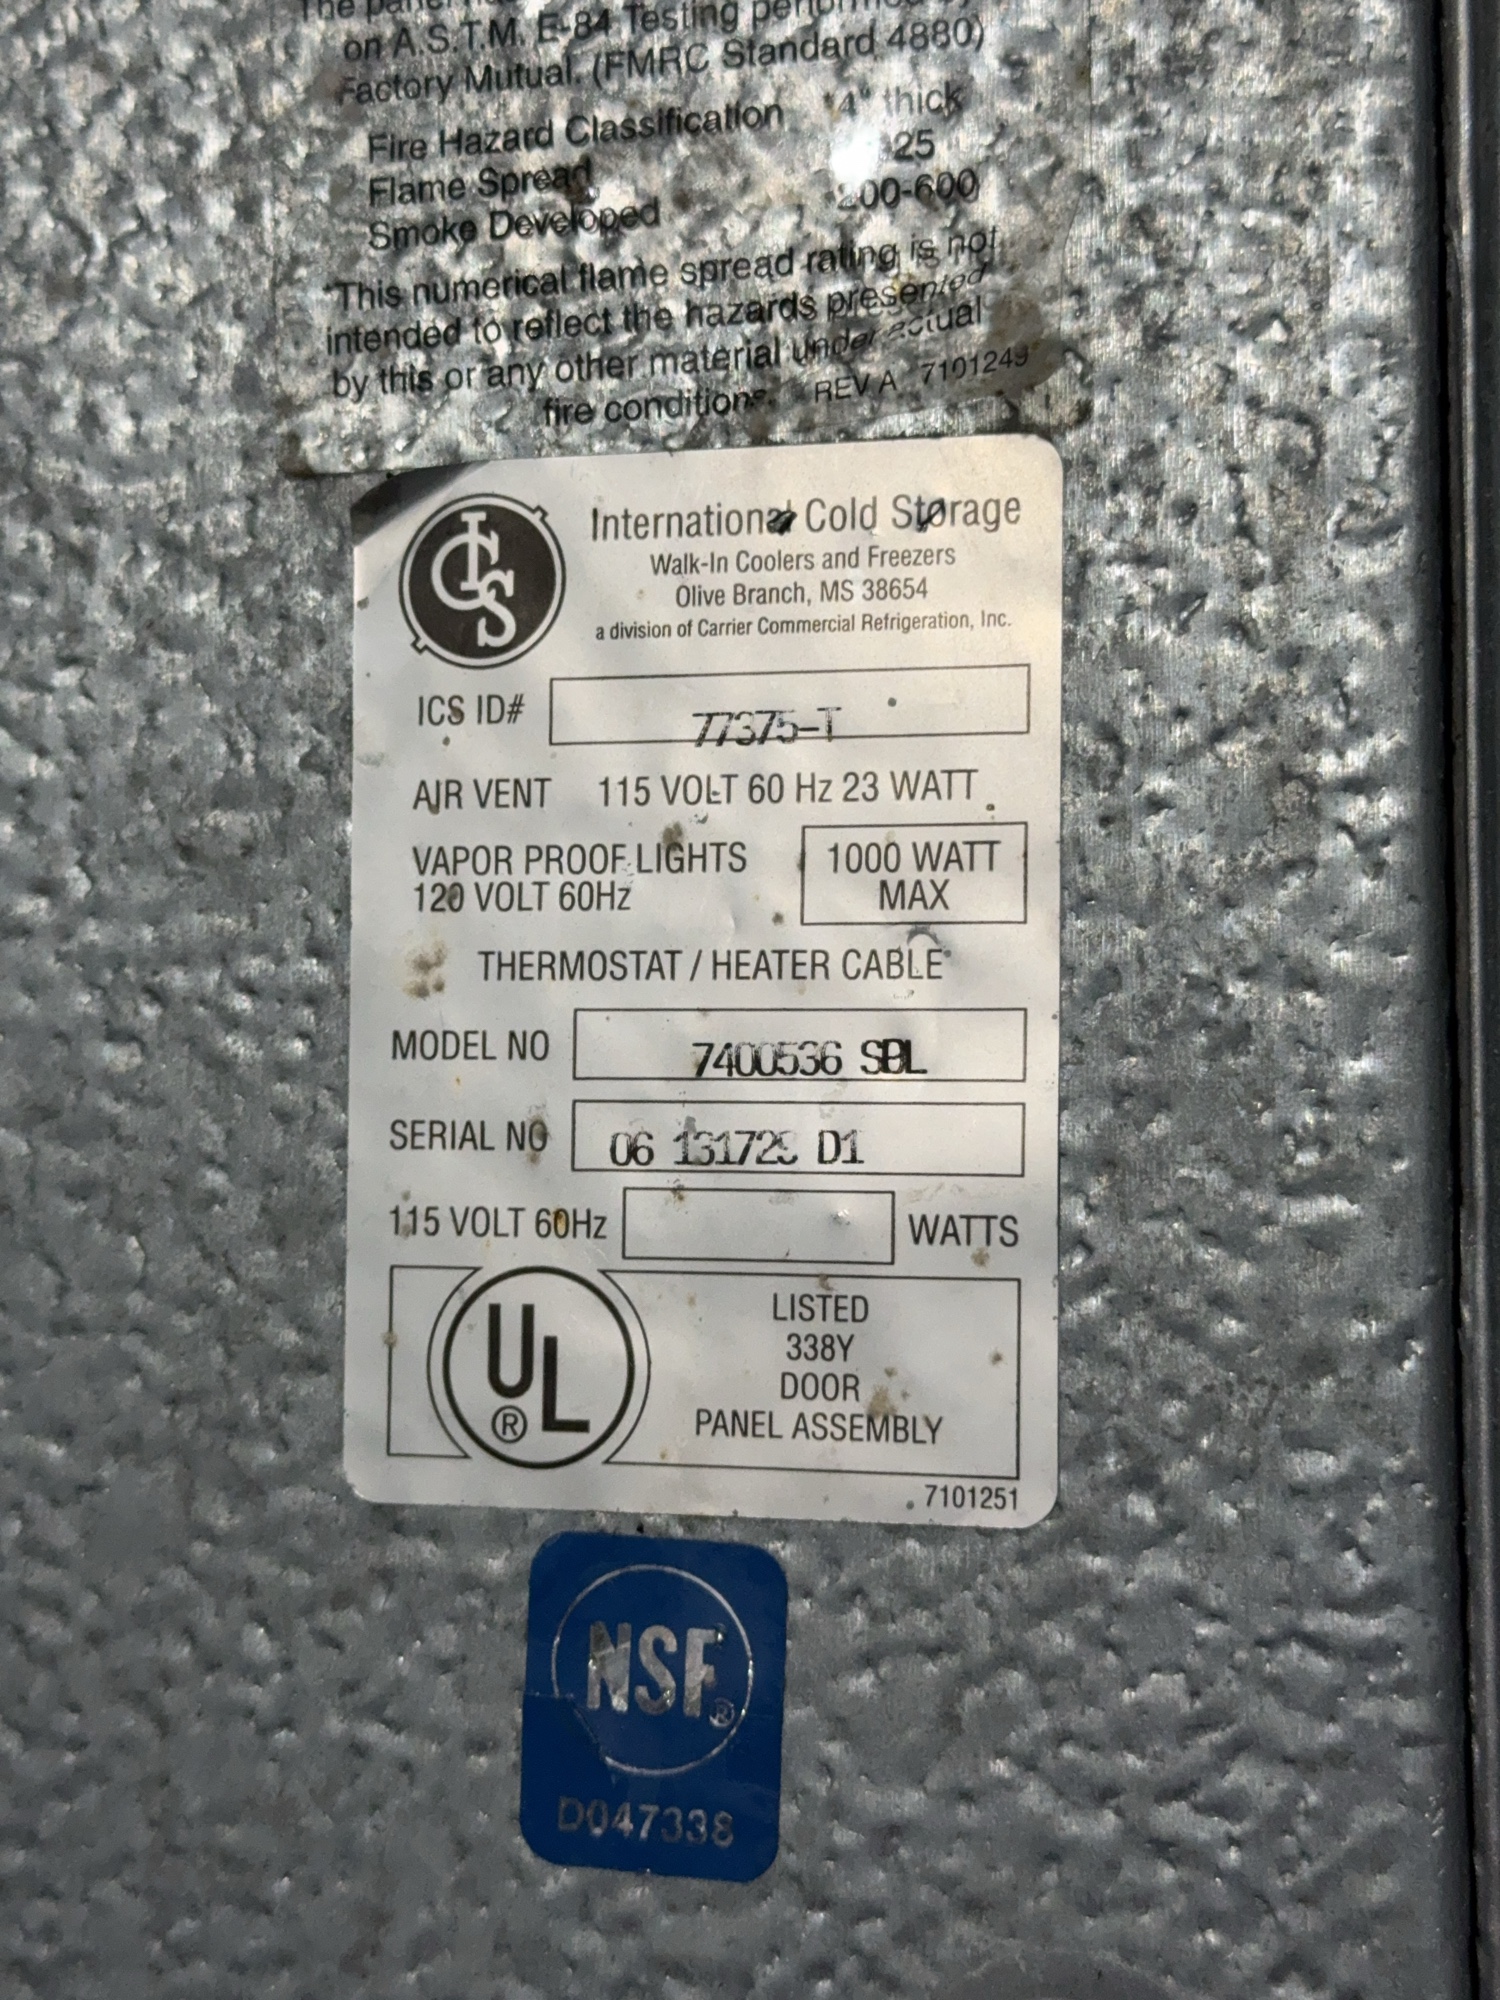 The
on A.S.T.M. E-84 Testing performed by
Factory Mutual. (FMRC Standard 4880)
Fire Hazard Classification *4" thick
Flame Spread 25
Smoke Developed
*This numerical flame spread rating is not
intended to reflect the hazards presented
by this or any other material under actual
fire conditions. REV A 7101249
ICS
International Cold Storage
Walk-In Coolers and Freezers
Olive Branch, MS 38654
a division of Carrier Commercial Refrigeration, Inc.
ICS ID# 77375-T
AIR VENT 115 VOLT 60 Hz 23 WATT
VAPOR PROOF LIGHTS
120 VOLT 60Hz
1000 WATT
MAX
THERMOSTAT / HEATER CABLE
MODEL NO 7400536 SBL
SERIAL NO 06 D1
115 VOLT 60Hz WATTS
UL
®
LISTED
338Y
DOOR
PANEL ASSEMBLY
7101251
NSF®
D047338